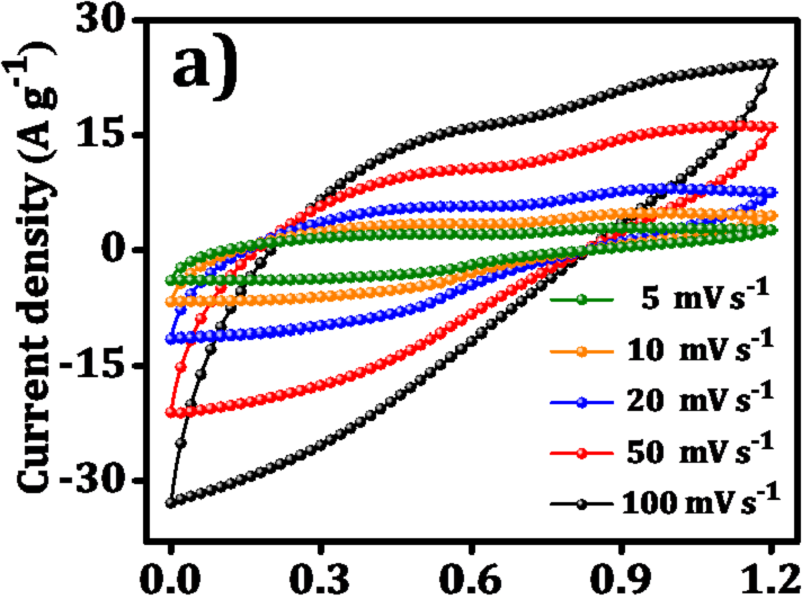 a)
Current density (A g⁻¹)
30
15
0
-15
-30
5 mV s⁻¹
10 mV s⁻¹
20 mV s⁻¹
50 mV s⁻¹
100 mV s⁻¹
0.0 0.3 0.6 0.9 1.2